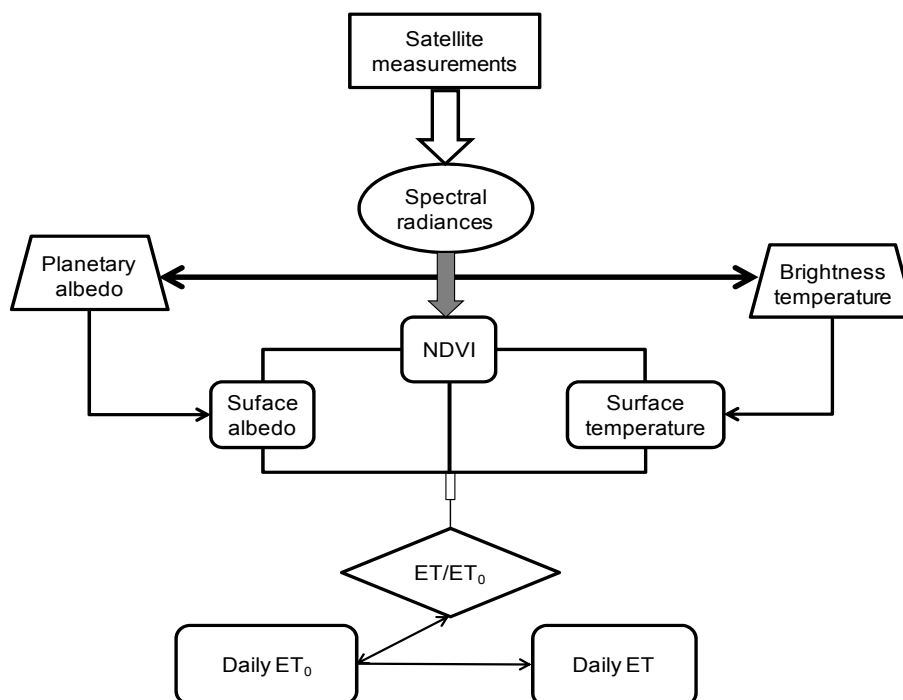 Satellite
measurements
Spectral
radiances
Planetary
albedo
Brightness
temperature
NDVI
Suface
albedo
Surface
temperature
ET/ET₀
Daily ET₀
Daily ET